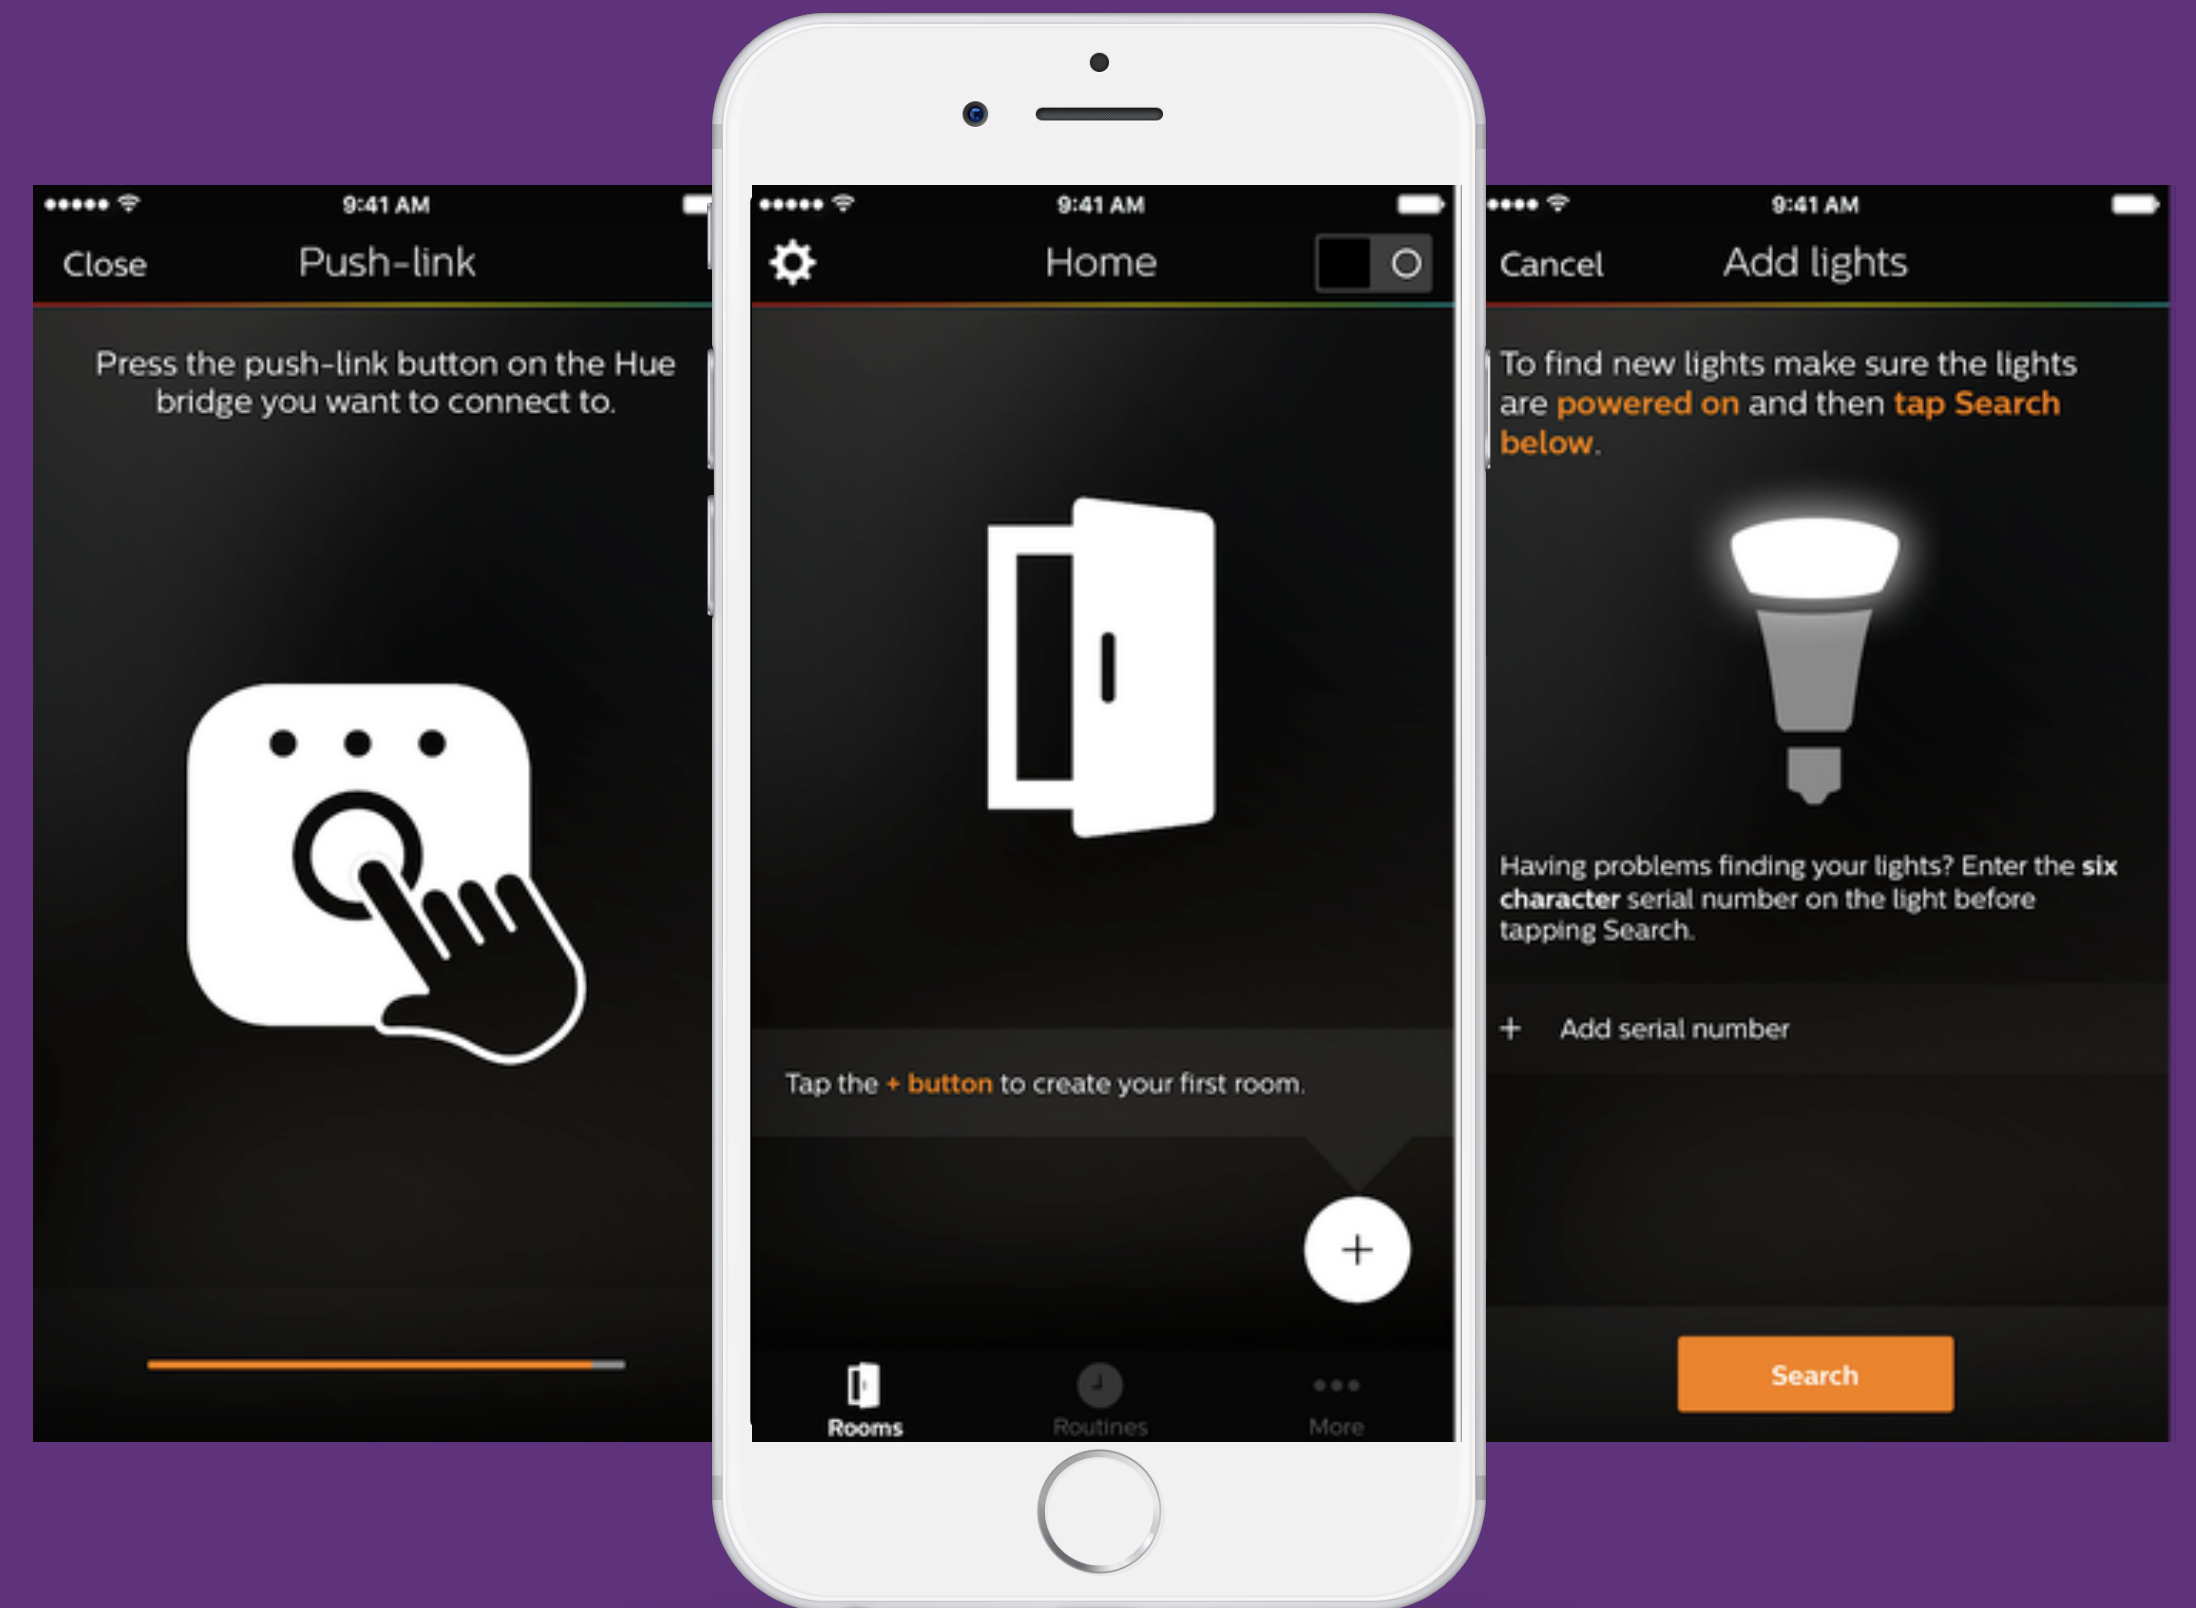 9:41 AM
Close
Push-link
Press the push-link button on the Hue
bridge you want to connect to.
9:41 AM
Home
Tap the + button to create your first room.
+
Rooms
Routines
More
9:41 AM
Cancel
Add lights
To find new lights make sure the lights
are powered on and then tap Search
below.
Having problems finding your lights? Enter the six
character serial number on the light before
tapping Search.
+ Add serial number
Search